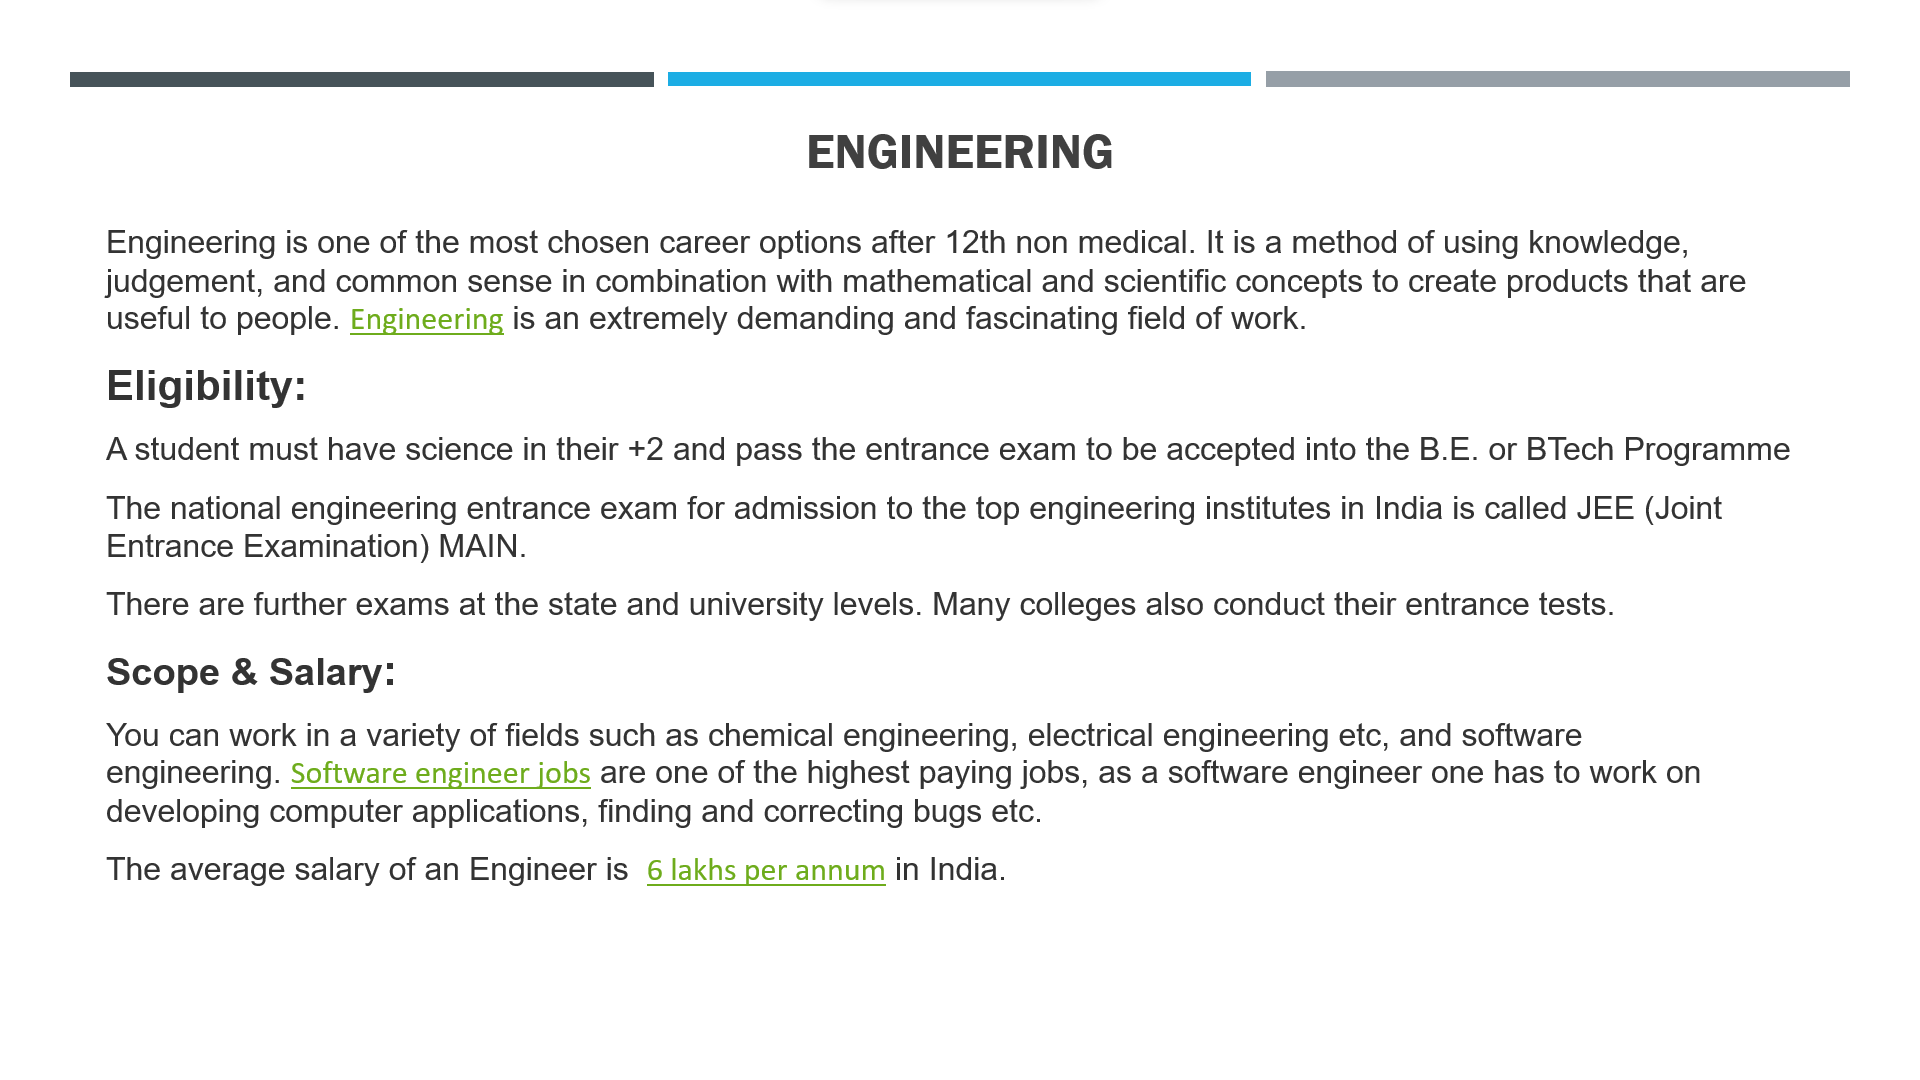 ENGINEERING
Engineering is one of the most chosen career options after 12th non medical. It is a method of using knowledge,
judgement, and common sense in combination with mathematical and scientific concepts to create products that are
useful to people. Engineering is an extremely demanding and fascinating field of work.
Eligibility:
A student must have science in their +2 and pass the entrance exam to be accepted into the B.E. or BTech Programme
The national engineering entrance exam for admission to the top engineering institutes in India is called JEE (Joint
Entrance Examination) MAIN.
There are further exams at the state and university levels. Many colleges also conduct their entrance tests.
Scope & Salary:
You can work in a variety of fields such as chemical engineering, electrical engineering etc, and software
engineering. Software engineer jobs are one of the highest paying jobs, as a software engineer one has to work on
developing computer applications, finding and correcting bugs etc.
The average salary of an Engineer is  6 lakhs per annum in India.